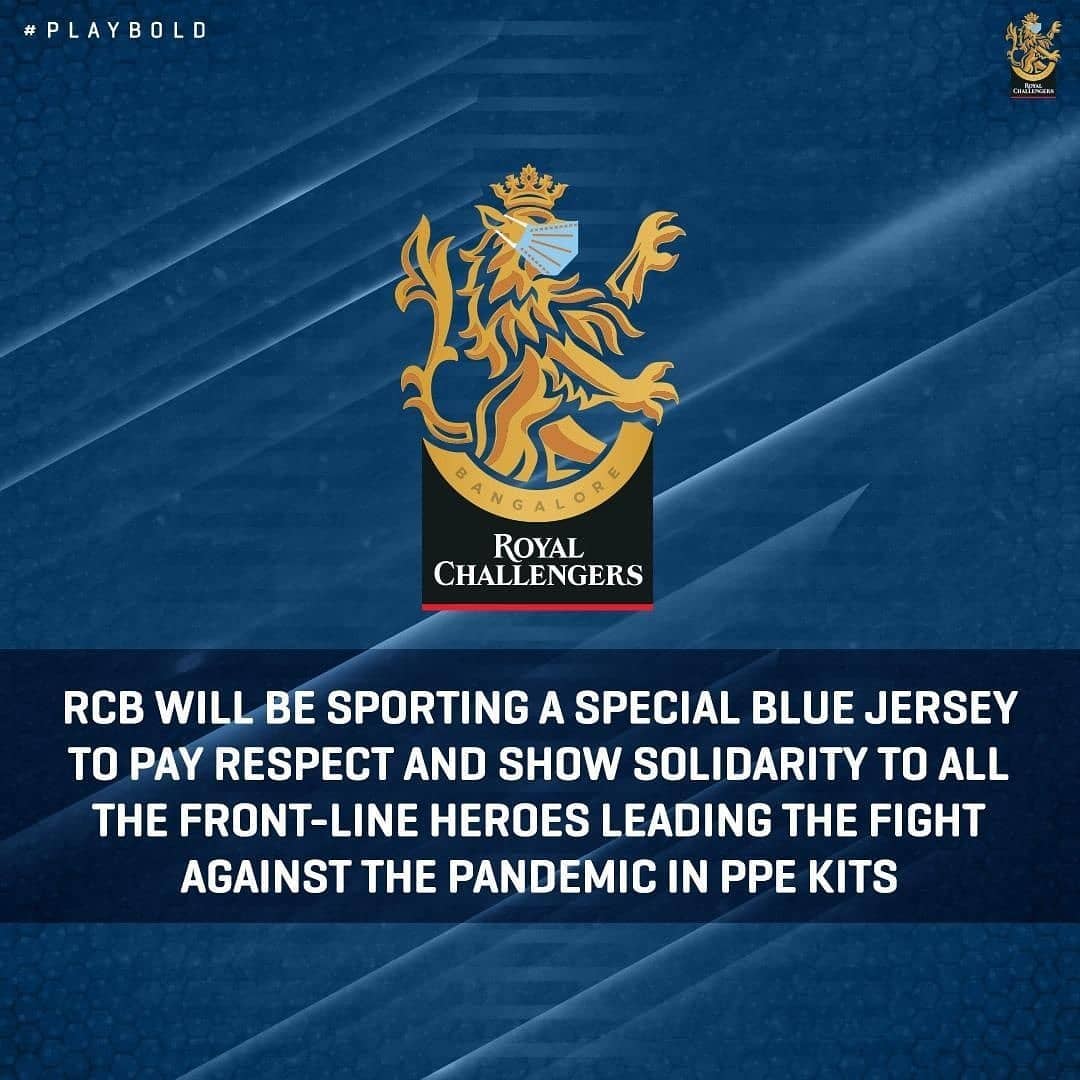 #PLAYBOLD
ROYAL
CHALLENGERS
BANGALORE
ROYAL
CHALLENGERS
RCB WILL BE SPORTING A SPECIAL BLUE JERSEY
TO PAY RESPECT AND SHOW SOLIDARITY TO ALL
THE FRONT-LINE HEROES LEADING THE FIGHT
AGAINST THE PANDEMIC IN PPE KITS